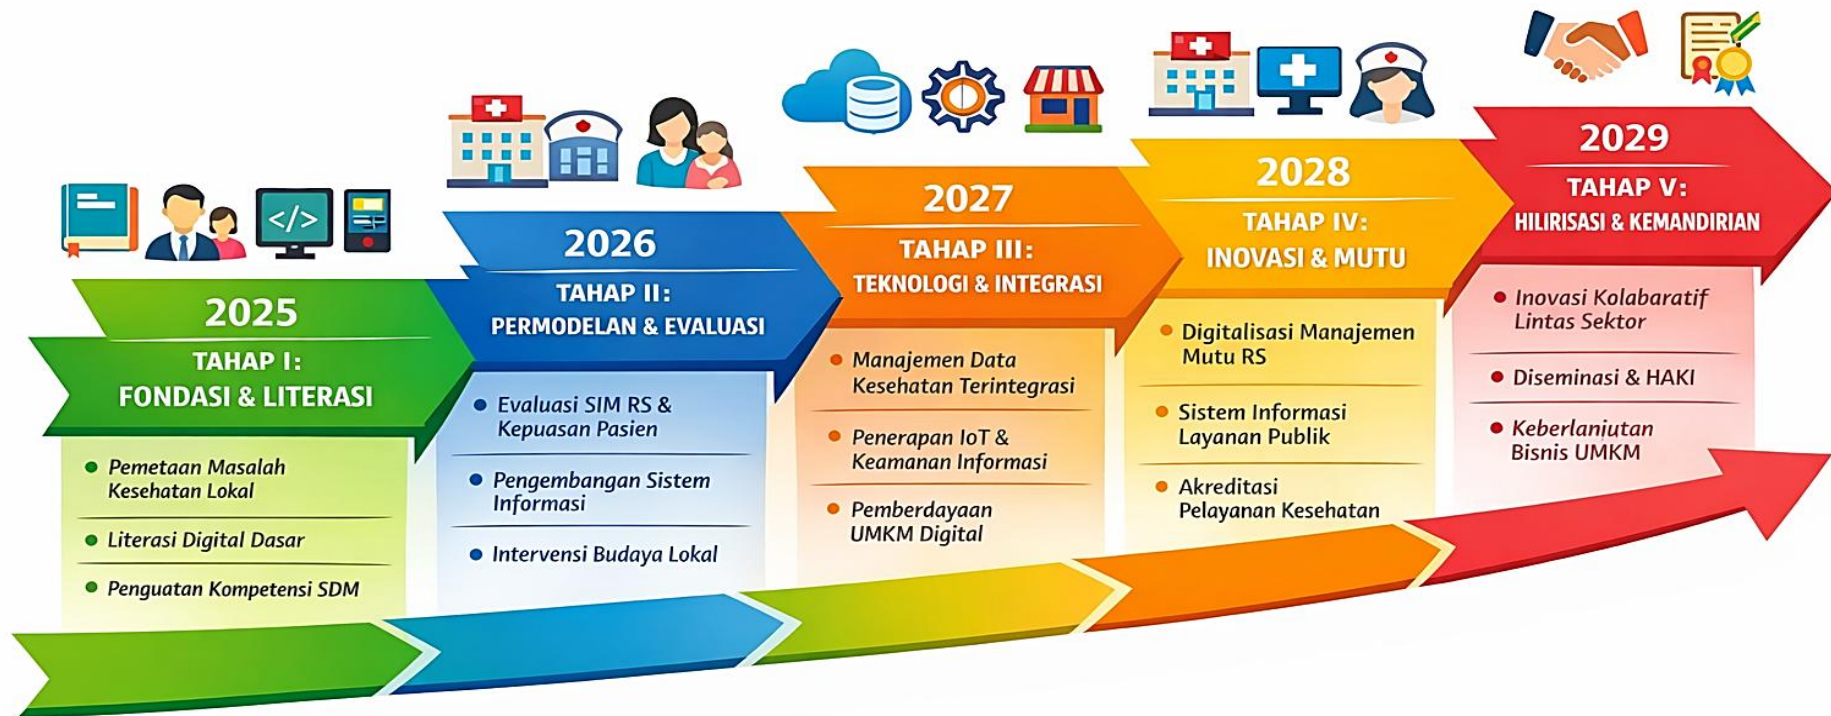 2025
TAHAP I:
FONDASI & LITERASI
Pemetaan Masalah
Kesehatan Lokal
Literasi Digital Dasar
Penguatan Kompetensi SDM
2026
TAHAP II:
PERMODELAN & EVALUASI
Evaluasi SIM RS &
Kepuasan Pasien
Pengembangan Sistem
Informasi
Intervensi Budaya Lokal
2027
TAHAP III:
TEKNOLOGI & INTEGRASI
Manajemen Data
Kesehatan Terintegrasi
Penerapan IoT &
Keamanan Informasi
Pemberdayaan
UMKM Digital
2028
TAHAP IV:
INOVASI & MUTU
Digitalisasi Manajemen
Mutu RS
Sistem Informasi
Layanan Publik
Akreditasi
Pelayanan Kesehatan
2029
TAHAP V:
HILIRISASI & KEMANDIRIAN
Inovasi Kolabaratif
Lintas Sektor
Diseminasi & HAKI
Keberlanjutan
Bisnis UMKM